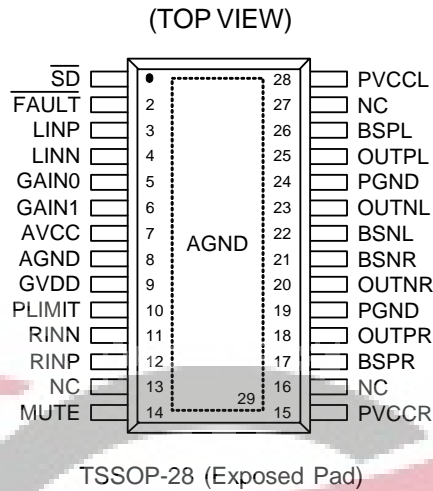 (TOP VIEW)
SD 28 PVCCL
FAULT 2 27 NC
LINP 3 26 BSPL
LINN 4 25 OUTPL
GAIN0 5 24 PGND
GAIN1 6 23 OUTNL
AVCC 7 22 BSNL
AGND 8 AGND 21 BSNR
GVDD 9 20 OUTNR
PLIMIT 10 19 PGND
RINN 11 18 OUTPR
RINP 12 17 BSPR
NC 13 16 NC
29
MUTE 14 15 PVCCR
TSSOP-28 (Exposed Pad)